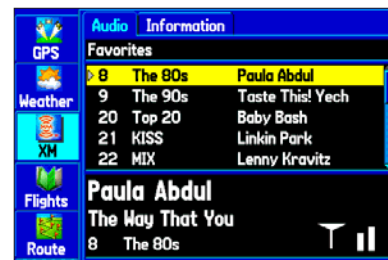 Audio Information
GPS
Favorites
8 The 80s Paula Abdul
Weather
9 The 90s Taste This! Yech
20 Top 20 Baby Bash
21 KISS Linkin Park
XM
22 MIX Lenny Kravitz
Flights
Paula Abdul
The Way That You
Route
8 The 80s